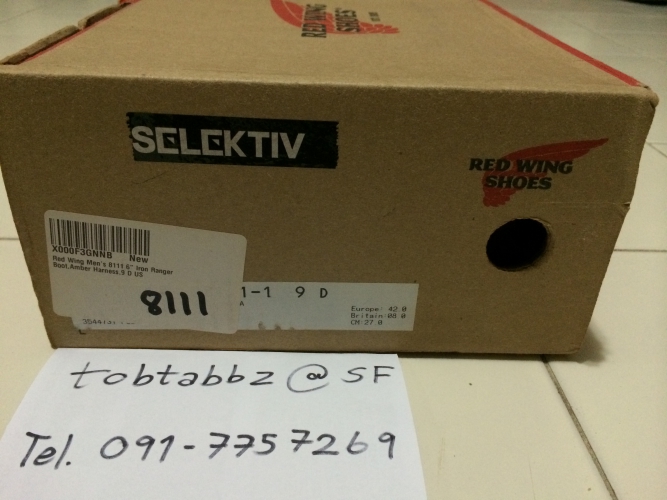 RED WING
SHOES
SELEKTIV
RED WING
SHOES
X000F3GNNB New
Red Wing Men's 8111 6" Iron Ranger
Boot,Amber Harness,9 D US
8111
1-1 9 D
A
Europe: 42.0
Britain:08.0
CM:27.0
tobtabbz @ SF
Tel. 091-7757269